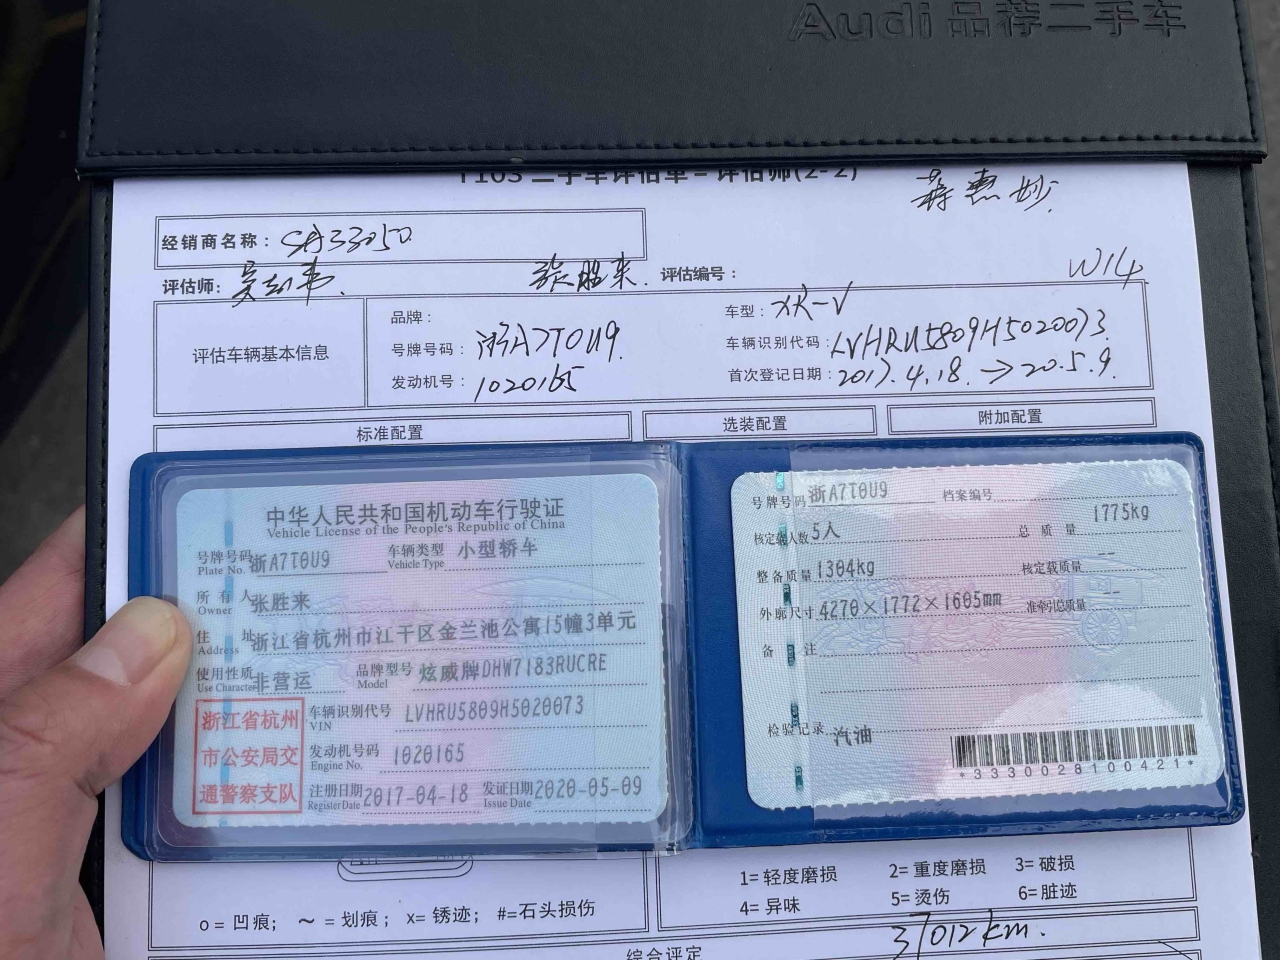 Audi 品荐二手车
T103 二手车评估单 - 评估师(2-2)
蒋惠妙
经销商名称: SA33050
评估师: 张胜来. 评估编号: W14
品牌: 车型: XR-V
评估车辆基本信息 号牌号码: 浙A7T0U9. 车辆识别代码: LVHRU5809H5020073.
发动机号: 1020165 首次登记日期: 2017.4.18. → 20.5.9.
标准配置 选装配置 附加配置
中华人民共和国机动车行驶证
Vehicle License of the People's Republic of China
号牌号码 浙A7T0U9 车辆类型 小型轿车
Plate No. Vehicle Type
所有人 张胜来
Owner
住址 浙江省杭州市江干区金兰池公寓15幢3单元
Address
使用性质 非营运 品牌型号 炫威牌DHW7183RUCRE
Use Character Model
浙江省杭州
市公安局交
通警察支队
车辆识别代号 LVHRU5809H5020073
VIN
发动机号码 1020165
Engine No.
注册日期 2017-04-18 发证日期 2020-05-09
Register Date Issue Date
号牌号码 浙A7T0U9 档案编号
核定载人数 5人 总质量 1775kg
整备质量 1304kg 核定载质量 --
外廓尺寸 4270×1772×1605mm 准牵引总质量 --
备注
检验记录 汽油
*3330028100421*
o= 凹痕; ～= 划痕; x= 锈迹; #=石头损伤
1= 轻度磨损 2= 重度磨损 3= 破损
4= 异味 5= 烫伤 6= 脏迹
37012km.
综合评定